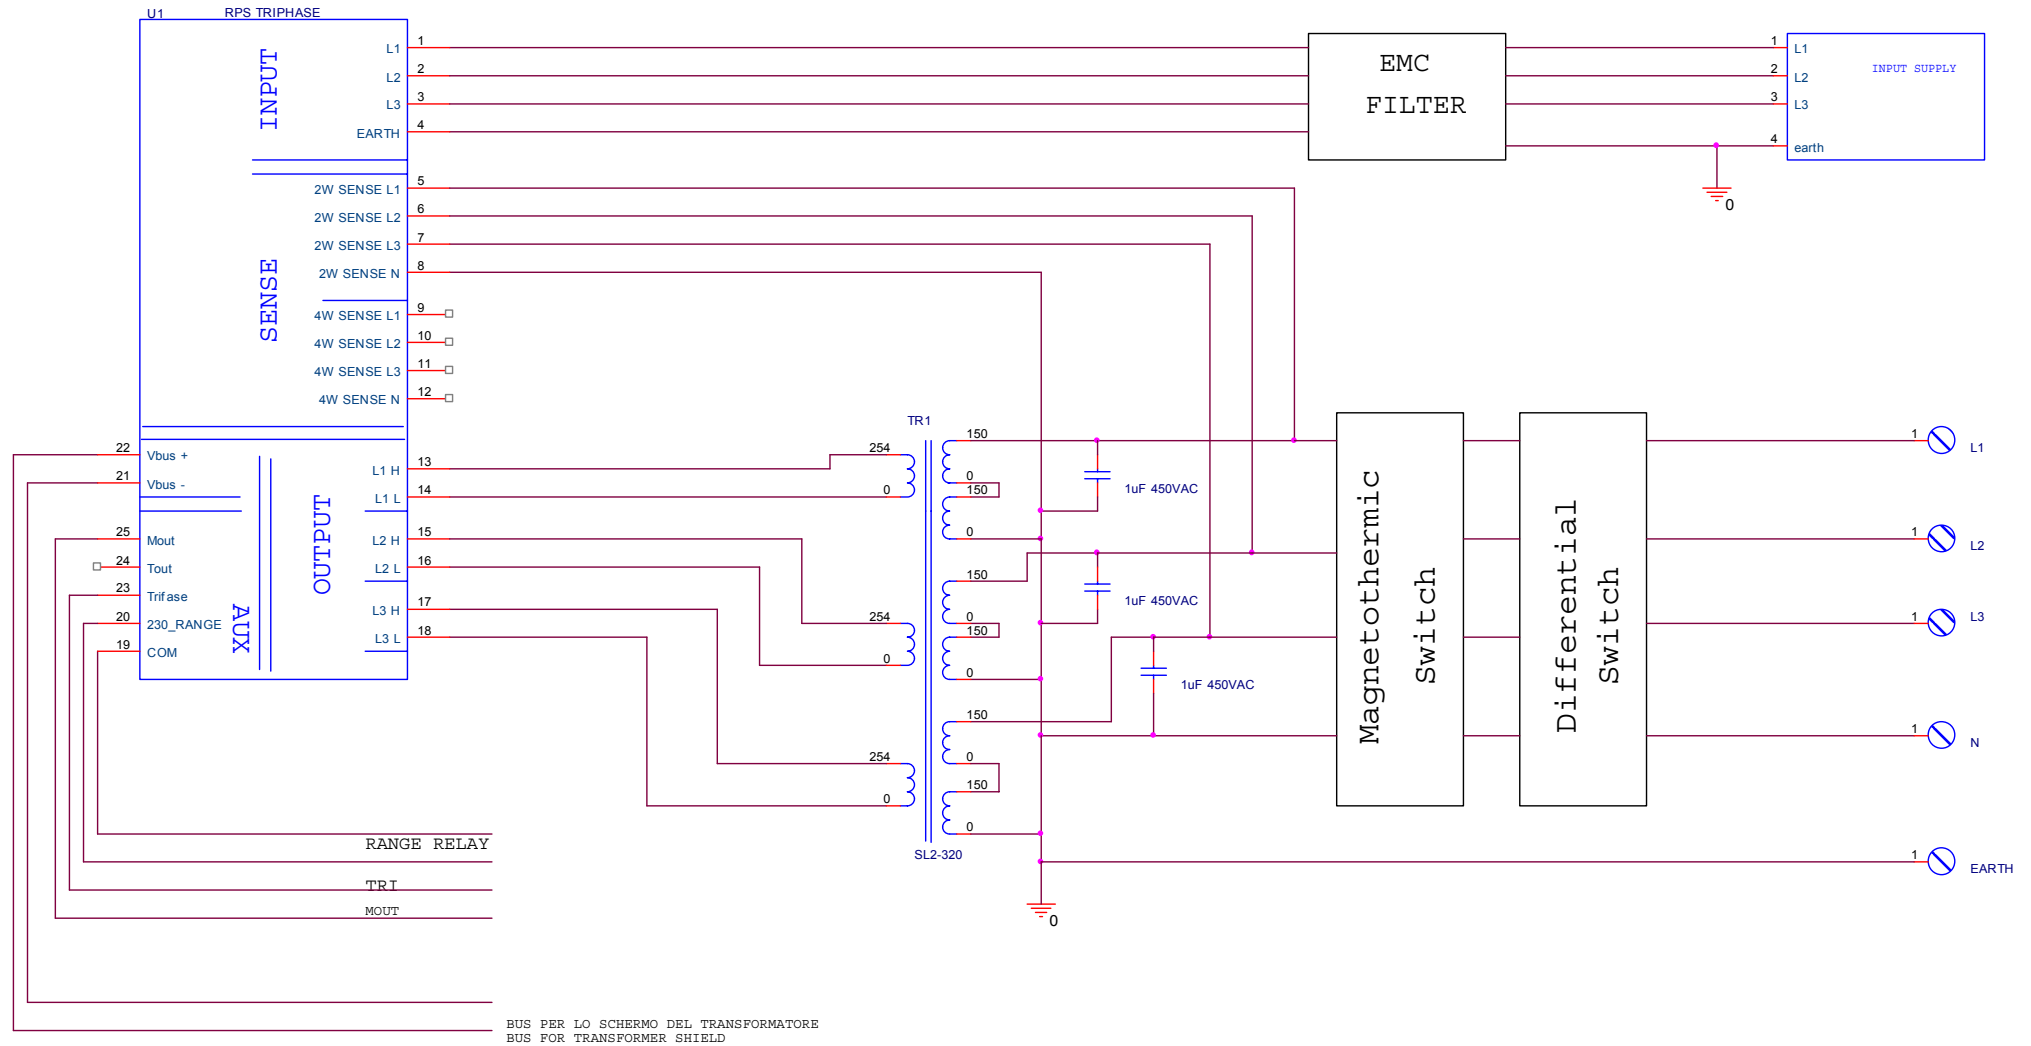 U1
RPS TRIPHASE
INPUT
L1 1
L2 2
L3 3
EARTH 4
EMC
FILTER
1 L1
2 L2
3 L3
4 earth
INPUT SUPPLY
0
SENSE
2W SENSE L1 5
2W SENSE L2 6
2W SENSE L3 7
2W SENSE N 8
4W SENSE L1 9
4W SENSE L2 10
4W SENSE L3 11
4W SENSE N 12
22 Vbus +
21 Vbus -
25 Mout
24 Tout
23 Trifase
20 230_RANGE
19 COM
AUX
OUTPUT
L1 H 13
L1 L 14
L2 H 15
L2 L 16
L3 H 17
L3 L 18
TR1
254
0
254
0
254
0
150
0
150
0
150
0
150
0
150
0
150
0
SL2-320
1uF 450VAC
1uF 450VAC
1uF 450VAC
Magnetothermic
Switch
Differential
Switch
1 L1
1 L2
1 L3
1 N
1 EARTH
0
RANGE RELAY
TRI
MOUT
BUS PER LO SCHERMO DEL TRANSFORMATORE
BUS FOR TRANSFORMER SHIELD